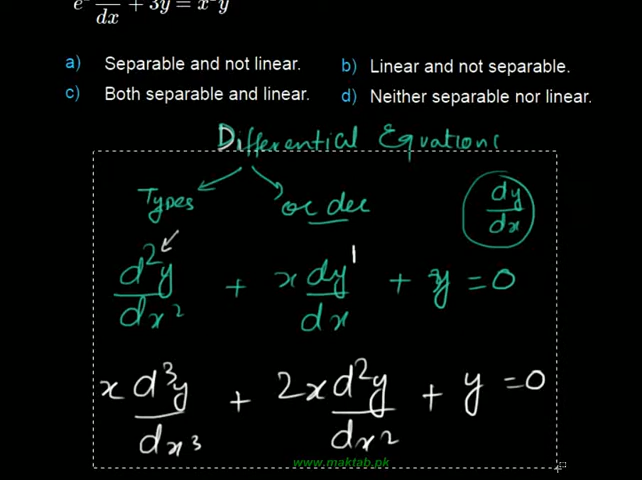 dy/dx + 3y = x²y
a) Separable and not linear. b) Linear and not separable.
c) Both separable and linear. d) Neither separable nor linear.
Differential Equations
Types order dy/dx
d²y/dx² + x dy/dx¹ + y = 0
x d³y/dx³ + 2x d²y/dx² + y = 0
www.maktab.pk